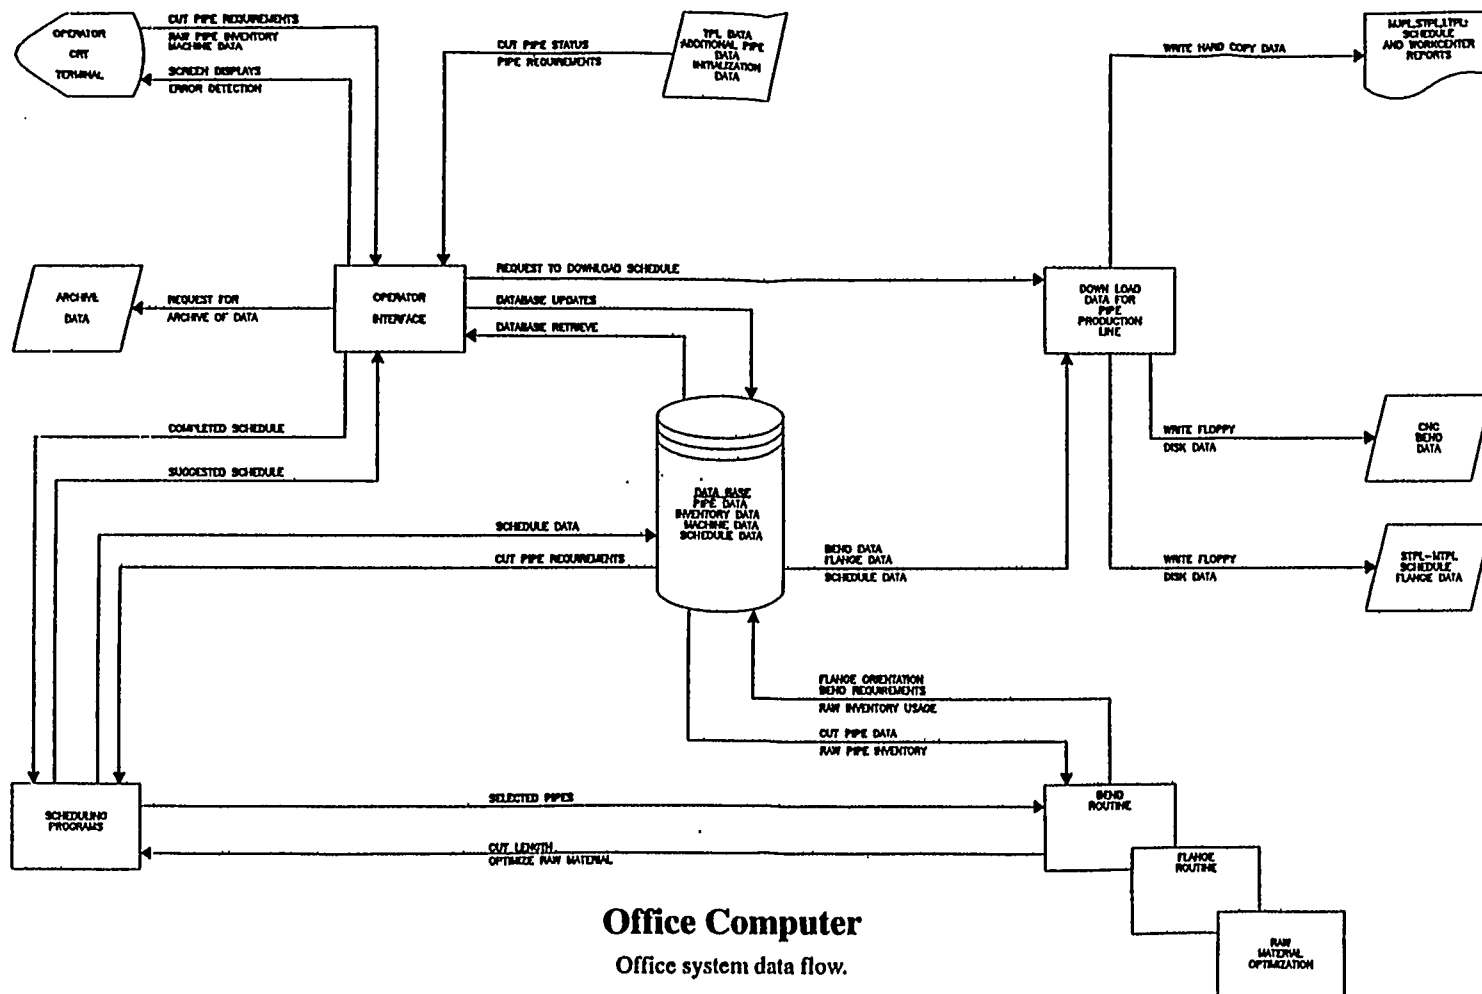 OPERATOR
CRT
TERMINAL
CUT PIPE REQUIREMENTS
RAW PIPE INVENTORY
MACHINE DATA
SCREEN DISPLAYS
ERROR DETECTION
CUT PIPE STATUS
PIPE REQUIREMENTS
TPL DATA
ADDITIONAL PIPE
DATA
INITIALIZATION
DATA
WRITE HARD COPY DATA
SCHEDULE
AND WORKCENTER
REPORTS
ARCHIVE
DATA
REQUEST FOR
ARCHIVE OF DATA
OPERATOR
INTERFACE
REQUEST TO DOWNLOAD SCHEDULE
DATABASE UPDATES
DATABASE RETRIEVE
DOWN LOAD
DATA FOR
PIPE
PRODUCTION
LINE
COMPLETED SCHEDULE
SUGGESTED SCHEDULE
WRITE FLOPPY
DISK DATA
CNC
BEND
DATA
DATA BASE
PIPE DATA
INVENTORY DATA
MACHINE DATA
SCHEDULE DATA
SCHEDULE DATA
CUT PIPE REQUIREMENTS
BEND DATA
FLANGE DATA
SCHEDULE DATA
WRITE FLOPPY
DISK DATA
STPL-MTPL
SCHEDULE
FLANGE DATA
FLANGE ORIENTATION
BEND REQUIREMENTS
RAW INVENTORY USAGE
CUT PIPE DATA
RAW PIPE INVENTORY
SCHEDULING
PROGRAMS
SELECTED PIPES
CUT LENGTH
OPTIMIZE RAW MATERIAL
BEND
ROUTINE
FLANGE
ROUTINE
RAW
MATERIAL
OPTIMIZATION
Office Computer
Office system data flow.